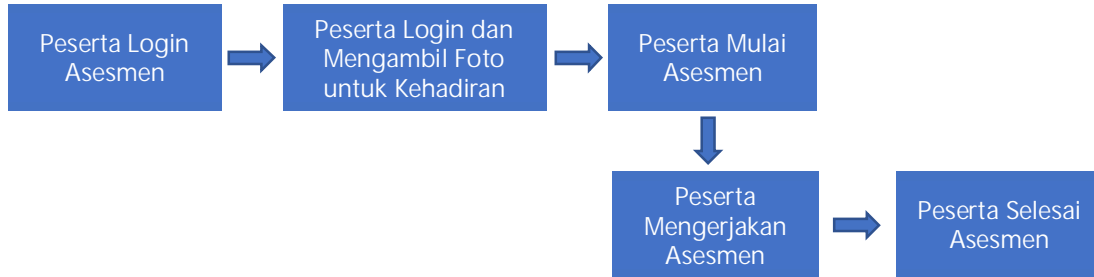 Peserta Login
Asesmen
Peserta Login dan
Mengambil Foto
untuk Kehadiran
Peserta Mulai
Asesmen
Peserta
Mengerjakan
Asesmen
Peserta Selesai
Asesmen